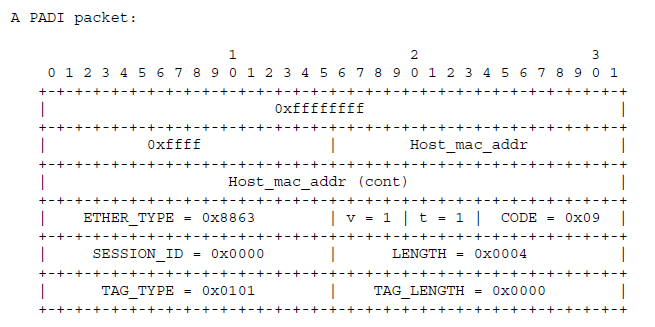 A PADI packet:
                     1                   2                   3
 0 1 2 3 4 5 6 7 8 9 0 1 2 3 4 5 6 7 8 9 0 1 2 3 4 5 6 7 8 9 0 1
+-+-+-+-+-+-+-+-+-+-+-+-+-+-+-+-+-+-+-+-+-+-+-+-+-+-+-+-+-+-+-+-+
|                         0xffffffff                            |
+-+-+-+-+-+-+-+-+-+-+-+-+-+-+-+-+-+-+-+-+-+-+-+-+-+-+-+-+-+-+-+-+
|           0xffff              |        Host_mac_addr          |
+-+-+-+-+-+-+-+-+-+-+-+-+-+-+-+-+-+-+-+-+-+-+-+-+-+-+-+-+-+-+-+-+
|                    Host_mac_addr (cont)                       |
+-+-+-+-+-+-+-+-+-+-+-+-+-+-+-+-+-+-+-+-+-+-+-+-+-+-+-+-+-+-+-+-+
|    ETHER_TYPE = 0x8863        | v = 1 | t = 1 |  CODE = 0x09  |
+-+-+-+-+-+-+-+-+-+-+-+-+-+-+-+-+-+-+-+-+-+-+-+-+-+-+-+-+-+-+-+-+
|     SESSION_ID = 0x0000       |      LENGTH = 0x0004          |
+-+-+-+-+-+-+-+-+-+-+-+-+-+-+-+-+-+-+-+-+-+-+-+-+-+-+-+-+-+-+-+-+
|      TAG_TYPE = 0x0101        |    TAG_LENGTH = 0x0000        |
+-+-+-+-+-+-+-+-+-+-+-+-+-+-+-+-+-+-+-+-+-+-+-+-+-+-+-+-+-+-+-+-+